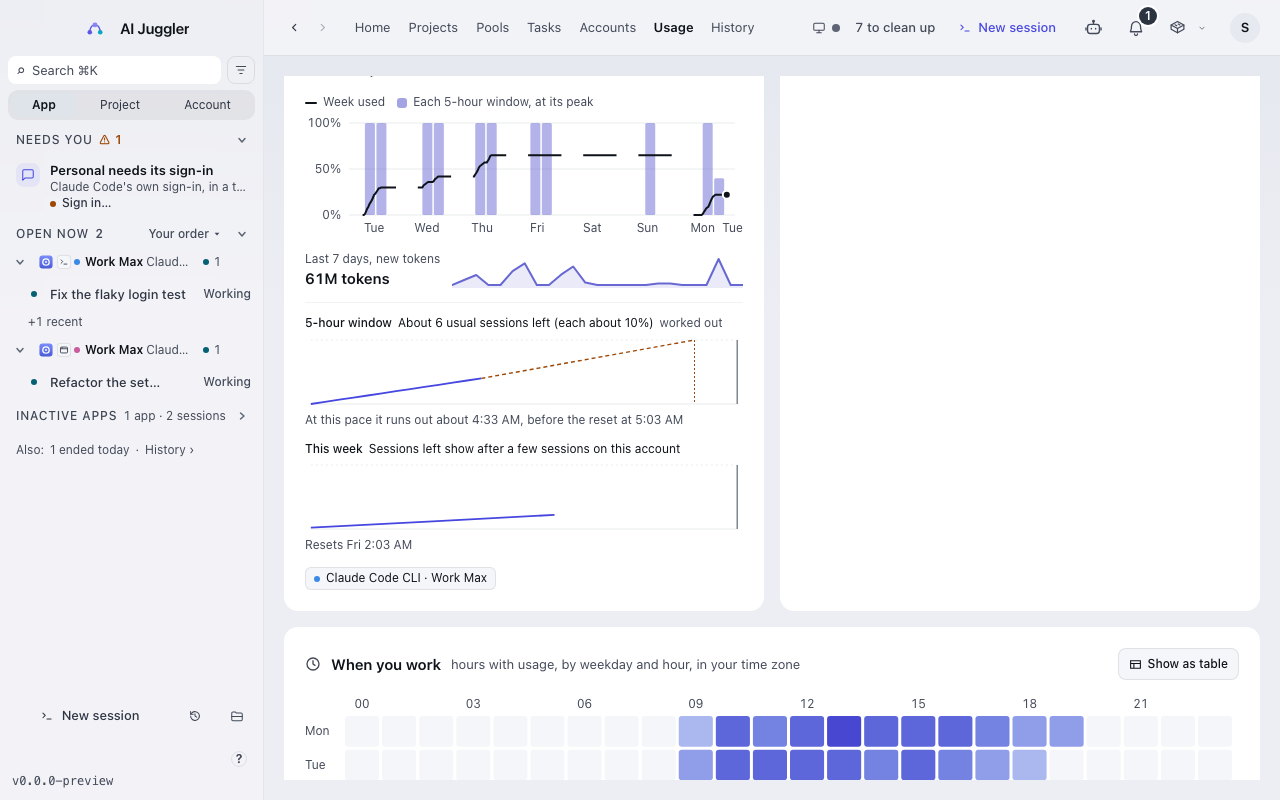 AI Juggler
Search ⌘K
App Project Account
NEEDS YOU 1
Personal needs its sign-in
Claude Code's own sign-in, in a t...
Sign in...
OPEN NOW 2 Your order
Work Max Claud... 1
Fix the flaky login test Working
+1 recent
Work Max Claud... 1
Refactor the set... Working
INACTIVE APPS 1 app · 2 sessions
Also: 1 ended today · History ›
New session
?
v0.0.0-preview
Home Projects Pools Tasks Accounts Usage History
7 to clean up
New session
1
S
Week used Each 5-hour window, at its peak
100%
50%
0%
Tue Wed Thu Fri Sat Sun Mon Tue
Last 7 days, new tokens
61M tokens
5-hour window About 6 usual sessions left (each about 10%) worked out
At this pace it runs out about 4:33 AM, before the reset at 5:03 AM
This week Sessions left show after a few sessions on this account
Resets Fri 2:03 AM
Claude Code CLI · Work Max
When you work hours with usage, by weekday and hour, in your time zone
Show as table
00 03 06 09 12 15 18 21
Mon
Tue